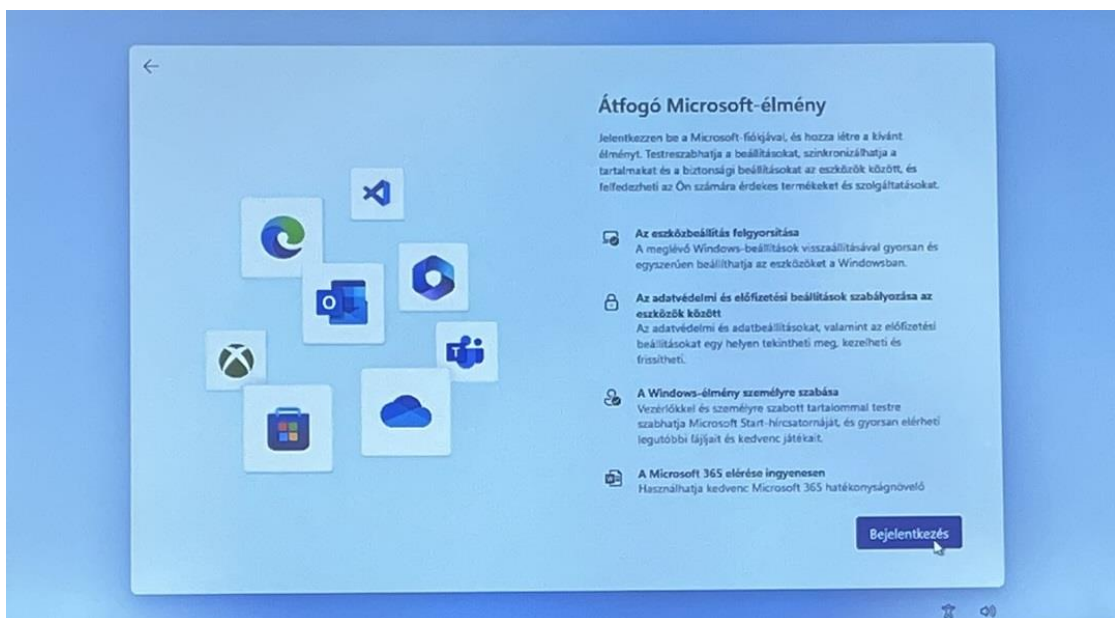 Átfogó Microsoft-élmény
Jelentkezzen be a Microsoft-fiókjával, és hozza létre a kívánt
élményt. Testreszabhatja a beállításokat, szinkronizálhatja a
tartalmakat és a biztonsági beállításokat az eszközök között, és
felfedezheti az Ön számára érdekes termékeket és szolgáltatásokat.
Az eszközbeállítás felgyorsítása
A meglévő Windows-beállítások visszaállításával gyorsan és
egyszerűen beállíthatja az eszközöket a Windowsban.
Az adatvédelmi és előfizetési beállítások szabályozása az
eszközök között
Az adatvédelmi és adatbeállításokat, valamint az előfizetési
beállításokat egy helyen tekintheti meg, kezelheti és
frissítheti.
A Windows-élmény személyre szabása
Vezérlőkkel és személyre szabott tartalommal testre
szabhatja Microsoft Start-hírcsatornáját, és gyorsan elérheti
legutóbbi fájljait és kedvenc játékait.
A Microsoft 365 elérése ingyenesen
Használhatja kedvenc Microsoft 365 hatékonyságnövelő
Bejelentkezés